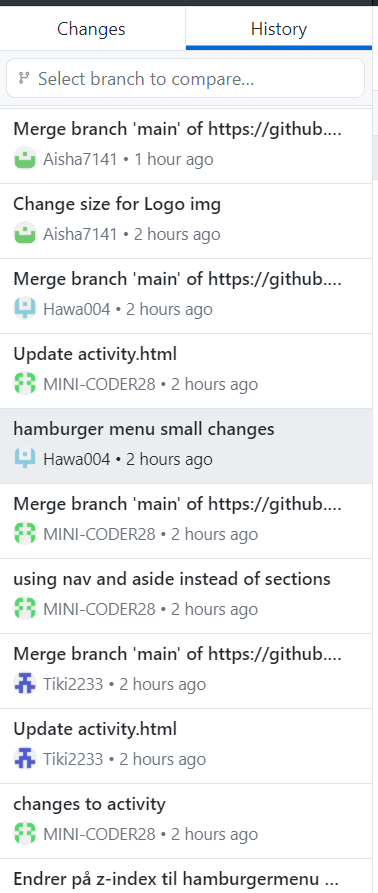 Changes
History
Select branch to compare...
Merge branch 'main' of https://github....
Aisha7141 • 1 hour ago
Change size for Logo img
Aisha7141 • 2 hours ago
Merge branch 'main' of https://github....
Hawa004 • 2 hours ago
Update activity.html
MINI-CODER28 • 2 hours ago
hamburger menu small changes
Hawa004 • 2 hours ago
Merge branch 'main' of https://github....
MINI-CODER28 • 2 hours ago
using nav and aside instead of sections
MINI-CODER28 • 2 hours ago
Merge branch 'main' of https://github....
Tiki2233 • 2 hours ago
Update activity.html
Tiki2233 • 2 hours ago
changes to activity
MINI-CODER28 • 2 hours ago
Endrer på z-index til hamburgermenu ...